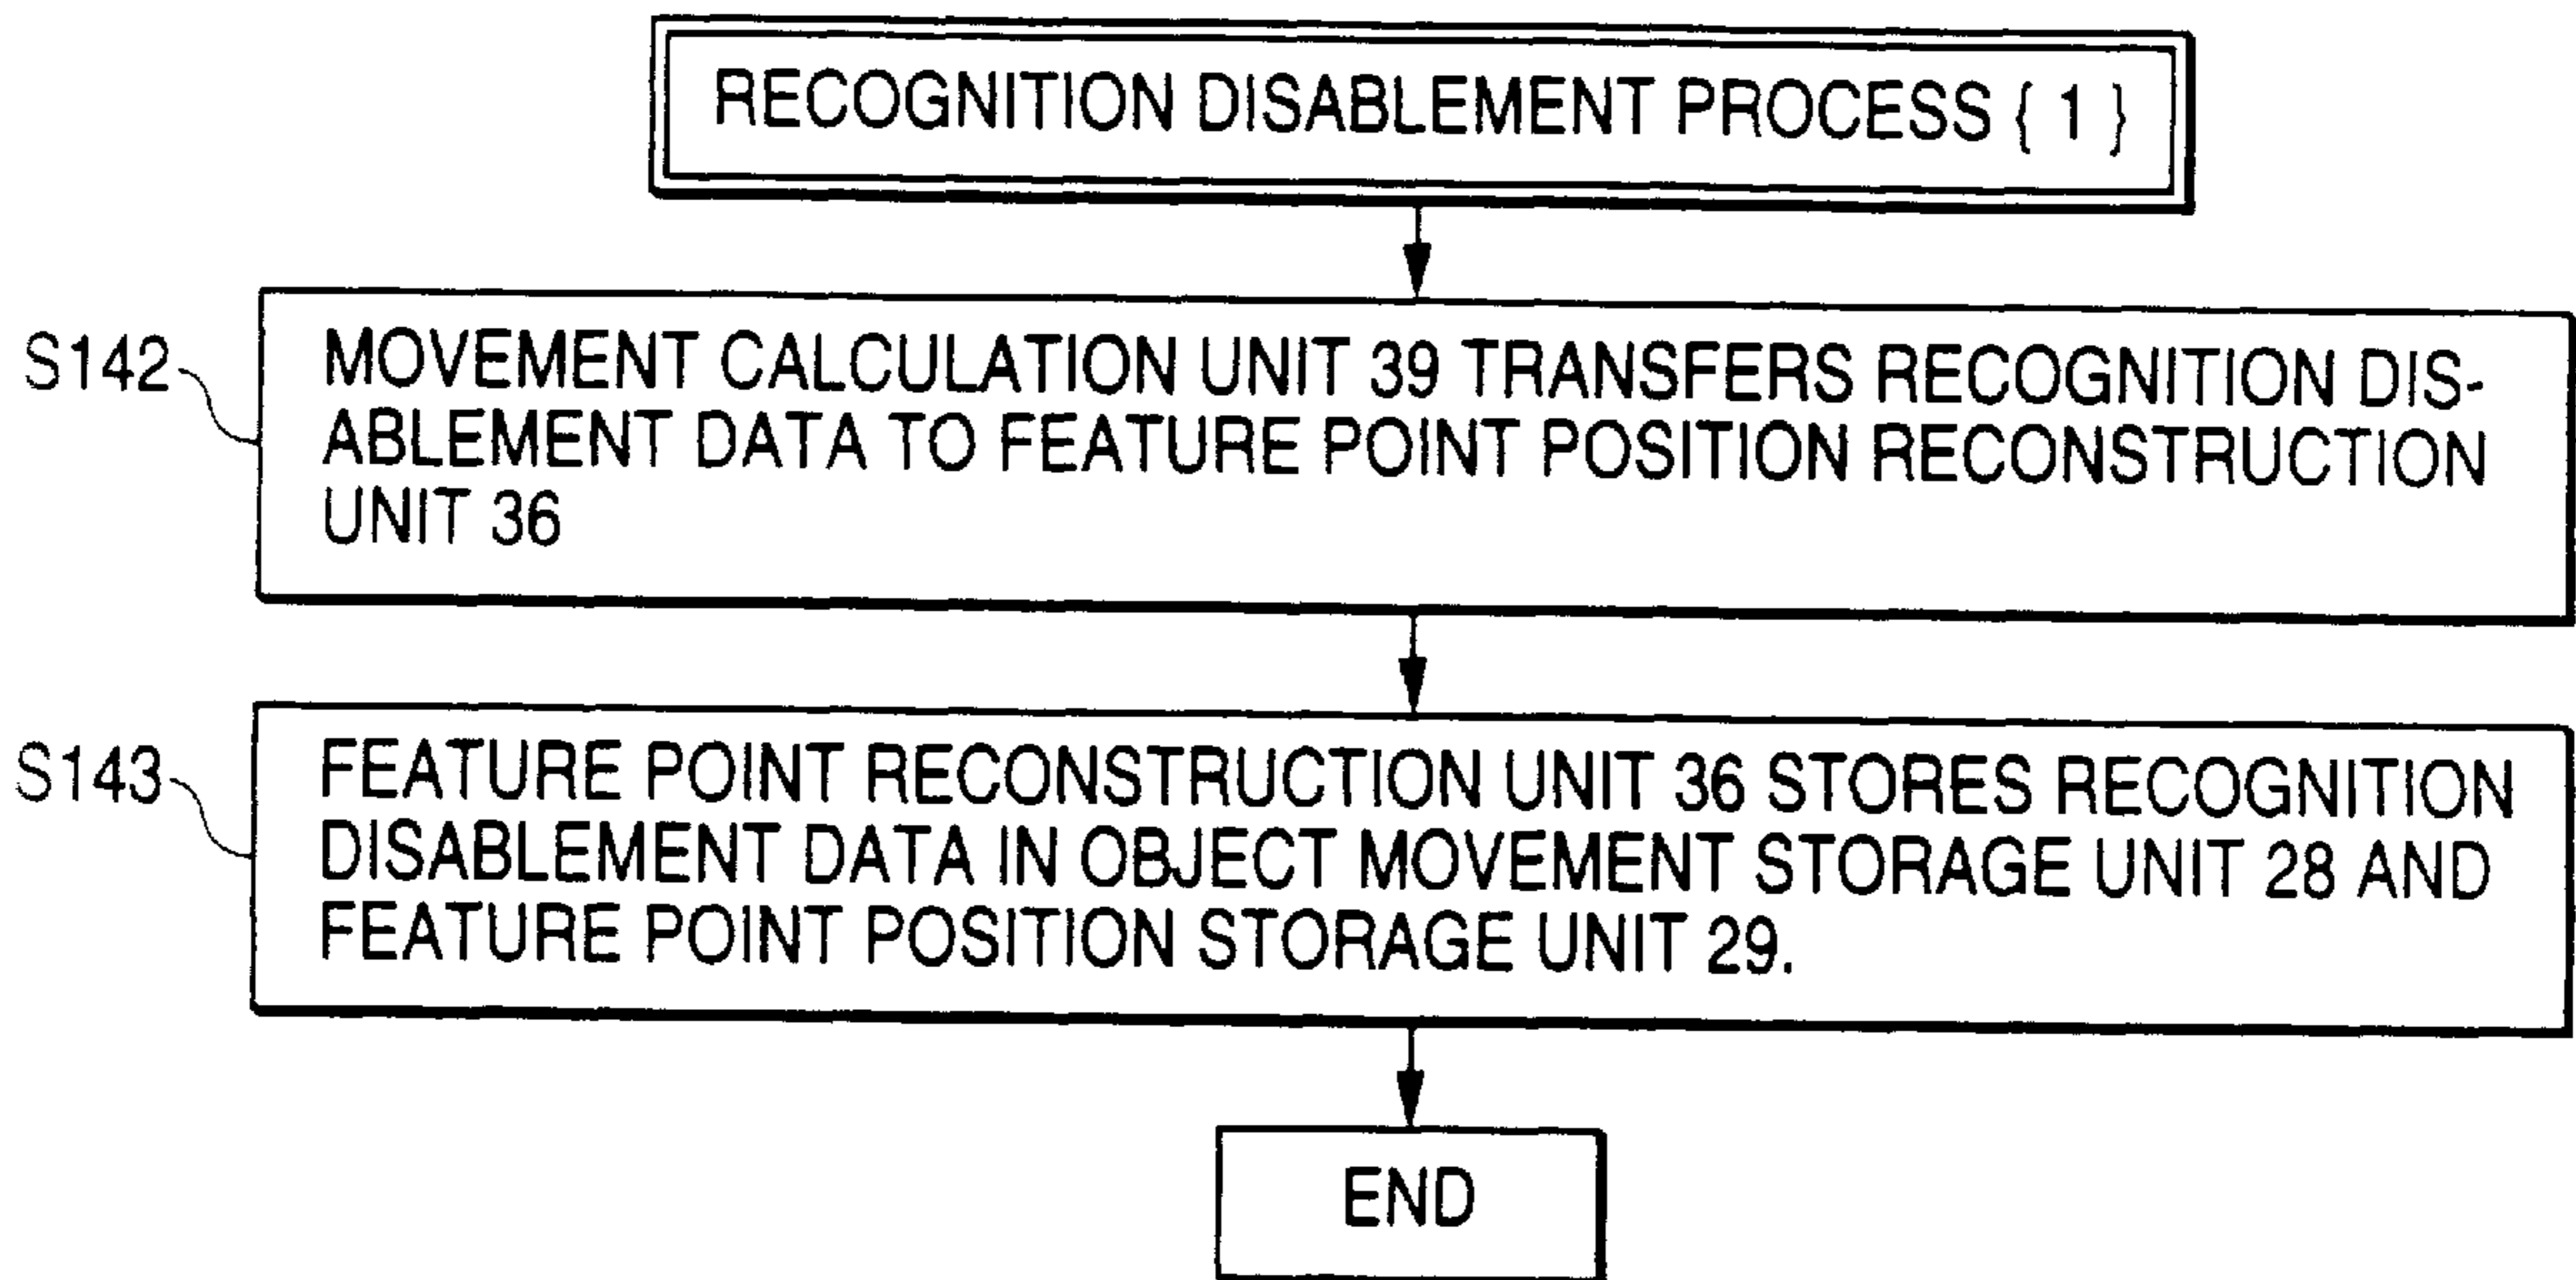 RECOGNITION DISABLEMENT PROCESS { 1 }
S142
MOVEMENT CALCULATION UNIT 39 TRANSFERS RECOGNITION DIS-
ABLEMENT DATA TO FEATURE POINT POSITION RECONSTRUCTION
UNIT 36
S143
FEATURE POINT RECONSTRUCTION UNIT 36 STORES RECOGNITION
DISABLEMENT DATA IN OBJECT MOVEMENT STORAGE UNIT 28 AND
FEATURE POINT POSITION STORAGE UNIT 29.
END